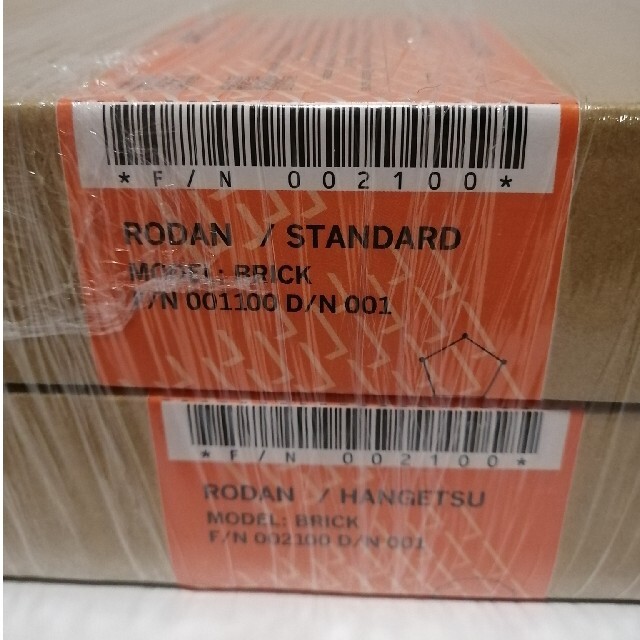 *F/N 002100*
RODAN / STANDARD
MODEL: BRICK
F/N 001100 D/N 001
*F/N 002100*
RODAN / HANGETSU
MODEL: BRICK
F/N 002100 D/N 001